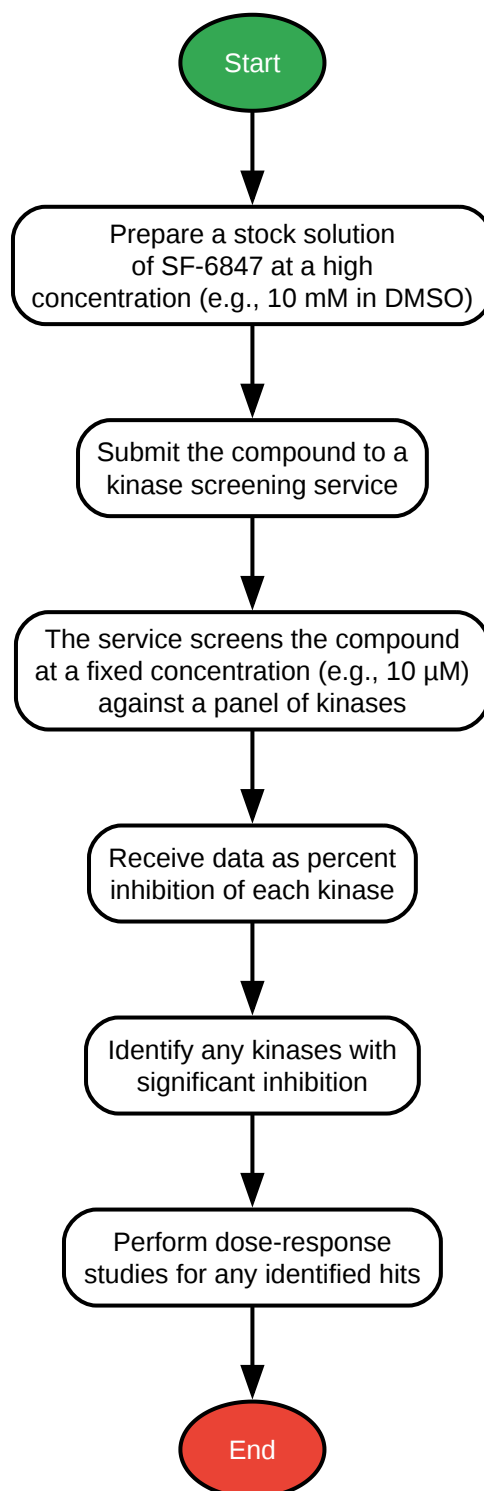 Start
Prepare a stock solution
of SF-6847 at a high
concentration (e.g., 10 mM in DMSO)
Submit the compound to a
kinase screening service
The service screens the compound
at a fixed concentration (e.g., 10 µM)
against a panel of kinases
Receive data as percent
inhibition of each kinase
Identify any kinases with
significant inhibition
Perform dose-response
studies for any identified hits
End